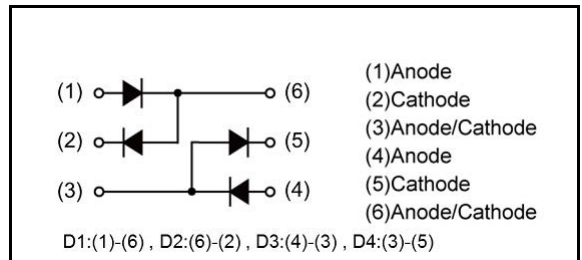 (1) (6)
(2) (5)
(3) (4)
(1)Anode
(2)Cathode
(3)Anode/Cathode
(4)Anode
(5)Cathode
(6)Anode/Cathode
D1:(1)-(6) , D2:(6)-(2) , D3:(4)-(3) , D4:(3)-(5)